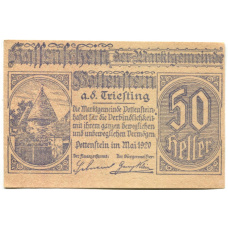 Kassenschein der Marktgemeinde
Pottenstein
a.d. Triesting
Die Marktgemeinde Pottenstein
haftet für die Verbindlichkeit
mit ihrem ganzen beweglichen
und unbeweglichen Vermögen.
Pottenstein im Mai 1920
50
Heller